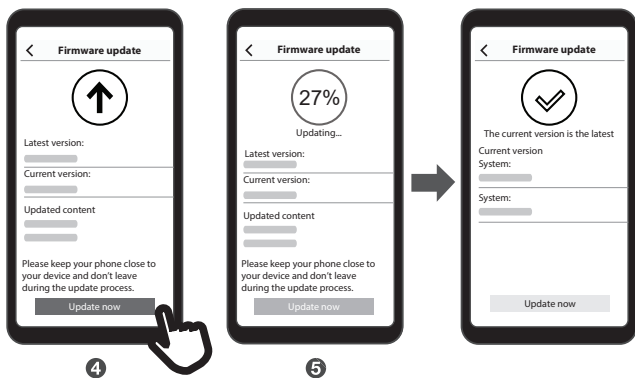 Firmware update
Latest version:
Current version:
Updated content
Please keep your phone close to
your device and don't leave
during the update process.
Update now
4
Firmware update
27%
Updating...
Latest version:
Current version:
Updated content
Please keep your phone close to
your device and don't leave
during the update process.
Update now
5
Firmware update
The current version is the latest
Current version
System:
System:
Update now